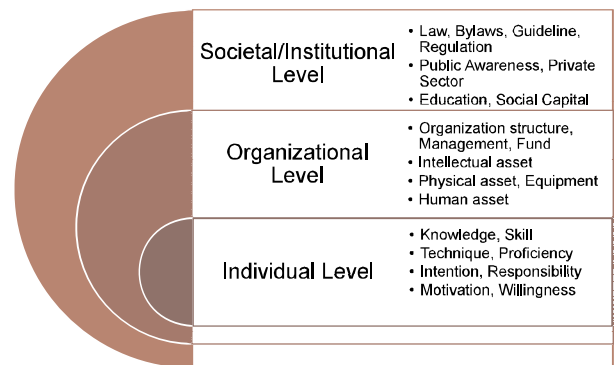 Societal/Institutional
Level
• Law, Bylaws, Guideline,
Regulation
• Public Awareness, Private
Sector
• Education, Social Capital
Organizational
Level
• Organization structure,
Management, Fund
• Intellectual asset
• Physical asset, Equipment
• Human asset
Individual Level
• Knowledge, Skill
• Technique, Proficiency
• Intention, Responsibility
• Motivation, Willingness